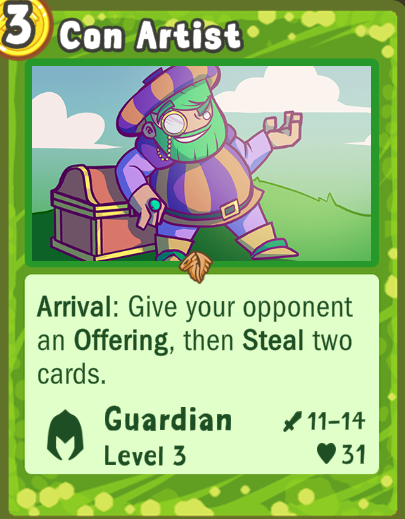 3 Con Artist
Arrival: Give your opponent
an Offering, then Steal two
cards.
Guardian 11–14
Level 3 31